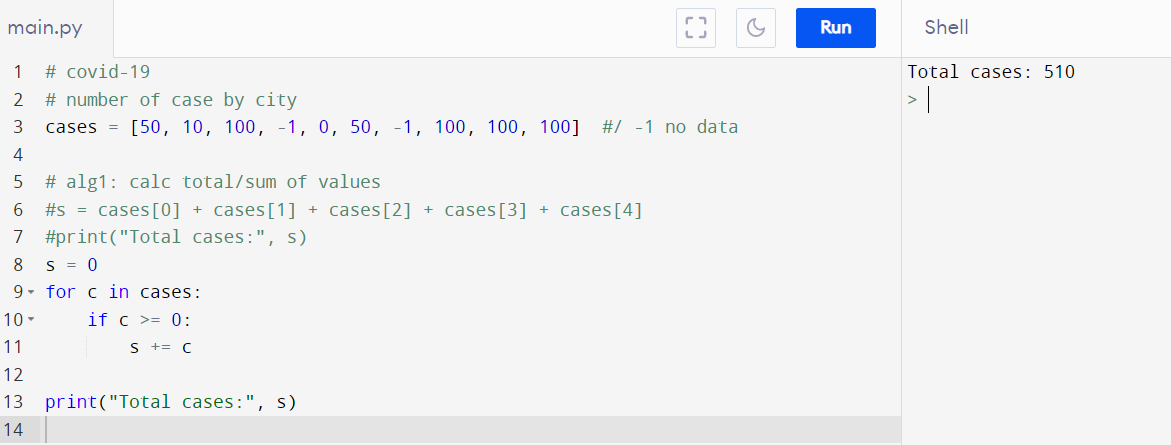 main.py
Run
Shell
1 # covid-19
2 # number of case by city
3 cases = [50, 10, 100, -1, 0, 50, -1, 100, 100, 100]  #/ -1 no data
4
5 # alg1: calc total/sum of values
6 #s = cases[0] + cases[1] + cases[2] + cases[3] + cases[4]
7 #print("Total cases:", s)
8 s = 0
9 for c in cases:
10     if c >= 0:
11         s += c
12
13 print("Total cases:", s)
14
Total cases: 510
>